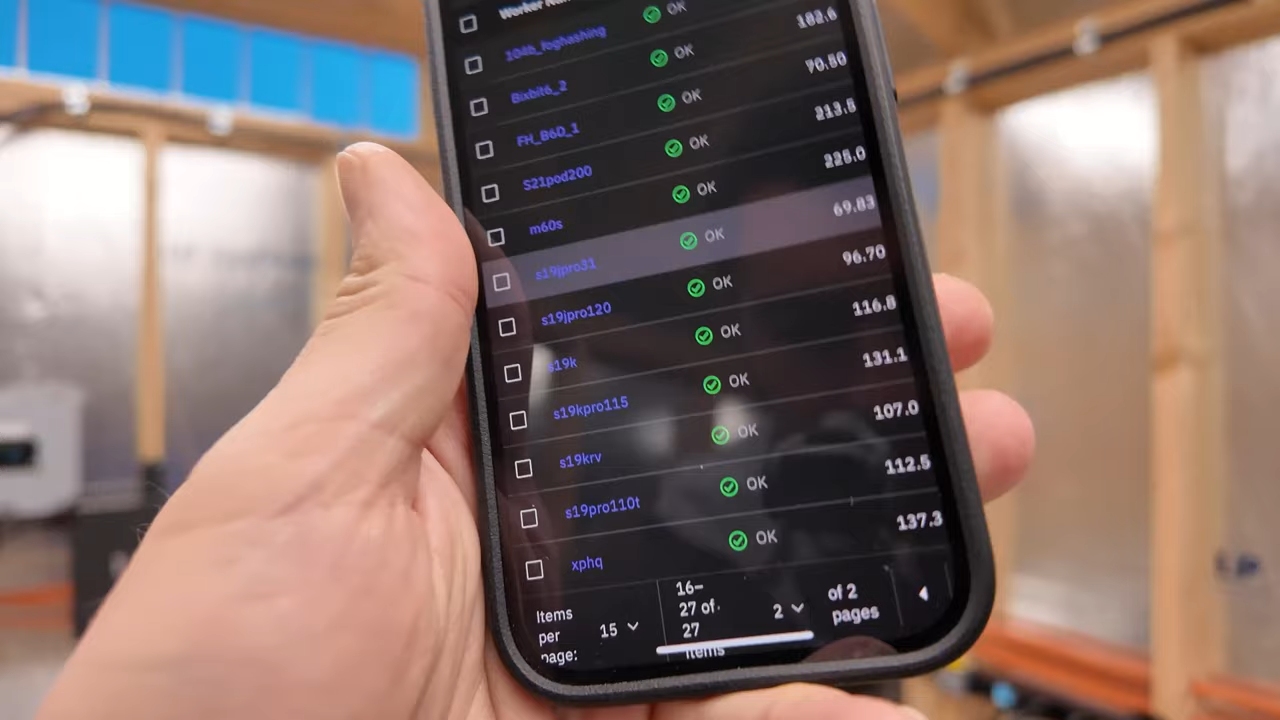 Worker
1046_foghashing OK
Bixbit6_2 OK 182.6
FH_B6D_1 OK 70.50
S21pod200 OK 213.5
m60s OK 225.0
s19jpro31 OK 69.83
s19jpro120 OK 96.70
s19k OK 116.8
s19kpro115 OK 131.1
s19krv OK 107.0
s19pro110t OK 112.5
xphq OK 137.3
Items per page: 15
16–27 of 27 items
2 of 2 pages